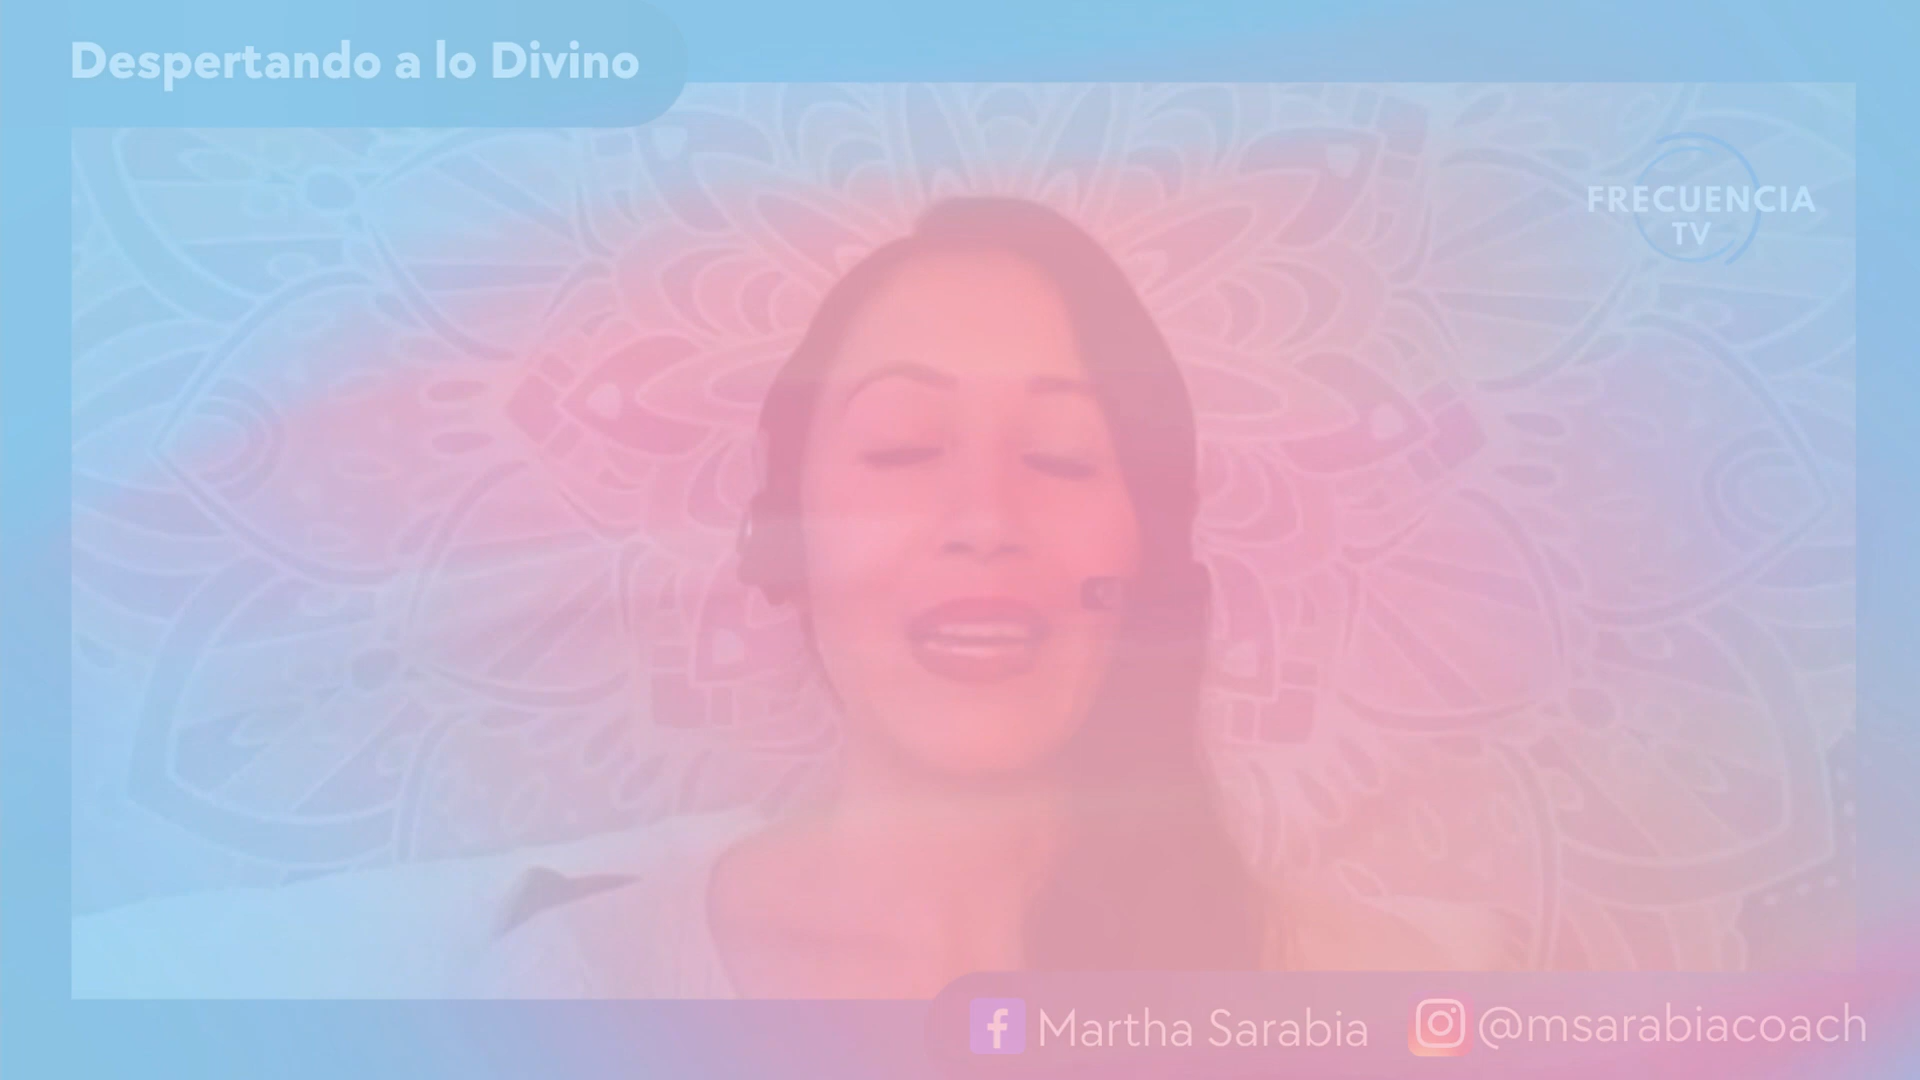 Despertando a lo Divino
FRECUENCIA
TV
Martha Sarabia
@msarabiacoach